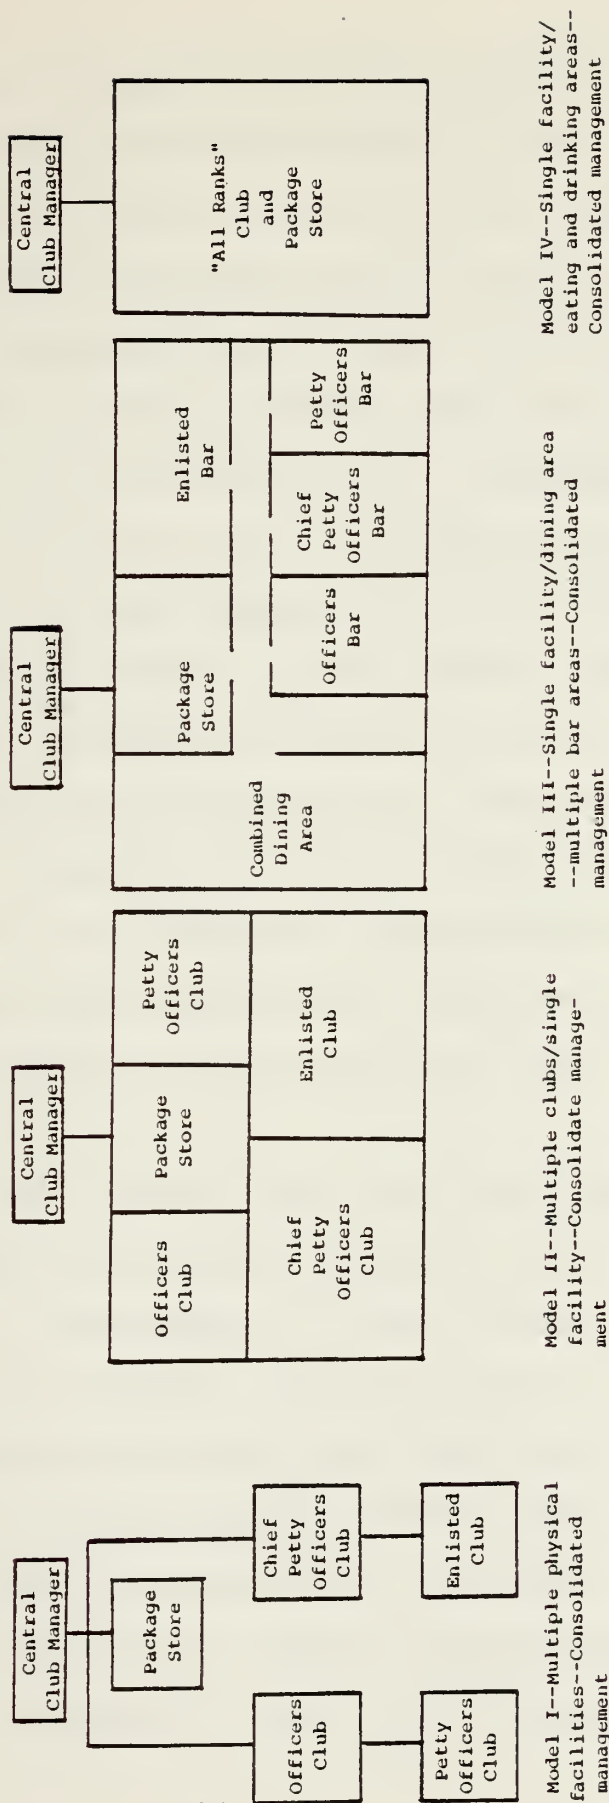 Central
Club Manager
Package
Store
Officers
Club
Chief
Petty
Officers
Club
Petty
Officers
Club
Enlisted
Club
Model I--Multiple physical
facilities--Consolidated
management
Central
Club Manager
Officers
Club
Package
Store
Petty
Officers
Club
Chief
Petty
Officers
Club
Enlisted
Club
Model II--Multiple clubs/single
facility--Consolidate manage-
ment
Central
Club Manager
Combined
Dining
Area
Package
Store
Enlisted
Bar
Officers
Bar
Chief
Petty
Officers
Bar
Petty
Officers
Bar
Model III--Single facility/dining area
--multiple bar areas--Consolidated
management
Central
Club Manager
"All Ranks"
Club
and
Package
Store
Model IV--Single facility/
eating and drinking areas--
Consolidated management